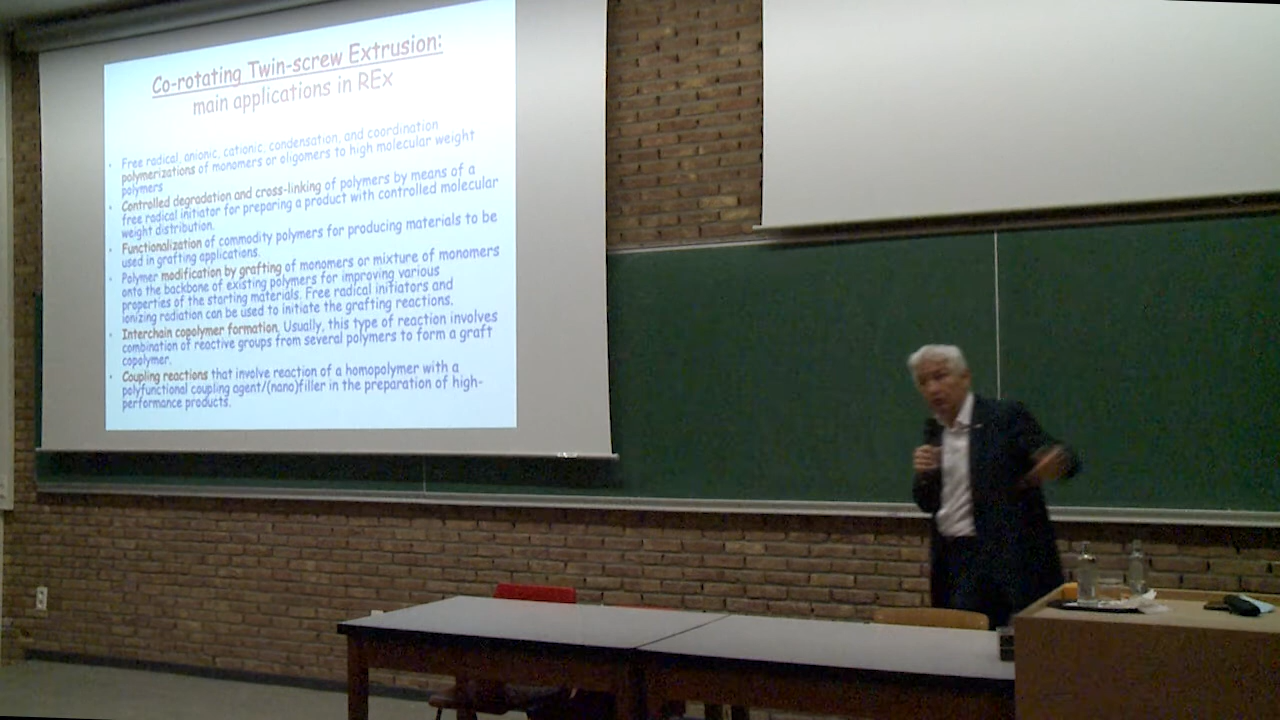 Co-rotating Twin-screw Extrusion:
main applications in REx
• Free radical, anionic, cationic, condensation, and coordination
polymerizations of monomers or oligomers to high molecular weight
polymers
• Controlled degradation and cross-linking of polymers by means of a
free radical initiator for preparing a product with controlled molecular
weight distribution.
• Functionalization of commodity polymers for producing materials to be
used in grafting applications.
• Polymer modification by grafting of monomers or mixture of monomers
onto the backbone of existing polymers for improving various
properties of the starting materials. Free radical initiators and
ionizing radiation can be used to initiate the grafting reactions.
• Interchain copolymer formation. Usually, this type of reaction involves
combination of reactive groups from several polymers to form a graft
copolymer.
• Coupling reactions that involve reaction of a homopolymer with a
polyfunctional coupling agent/(nano)filler in the preparation of high-
performance products.